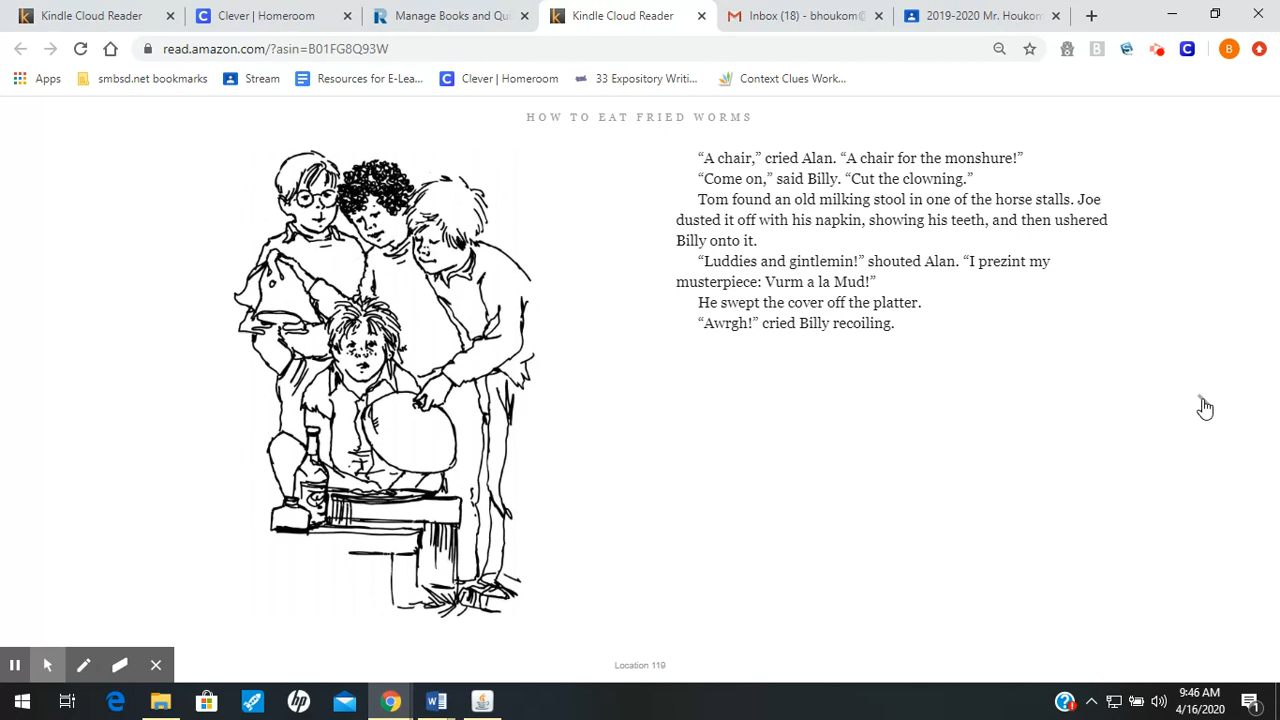 Kindle Cloud Reader
Clever | Homeroom
Manage Books and Qui
Kindle Cloud Reader
Inbox (18) - bhoukom@
2019-2020 Mr. Houkom
read.amazon.com/?asin=B01FG8Q93W
Apps
smbsd.net bookmarks
Stream
Resources for E-Lea...
Clever | Homeroom
33 Expository Writi...
Context Clues Work...
HOW TO EAT FRIED WORMS
“A chair,” cried Alan. “A chair for the monshure!”
“Come on,” said Billy. “Cut the clowning.”
Tom found an old milking stool in one of the horse stalls. Joe
dusted it off with his napkin, showing his teeth, and then ushered
Billy onto it.
“Luddies and gintlemin!” shouted Alan. “I prezint my
musterpiece: Vurm a la Mud!”
He swept the cover off the platter.
“Awrgh!” cried Billy recoiling.
Location 119
9:46 AM
4/16/2020